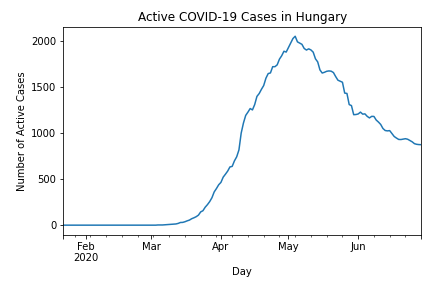 Active COVID-19 Cases in Hungary
Number of Active Cases
2000
1500
1000
500
0
Feb
2020
Mar
Apr
May
Jun
Day